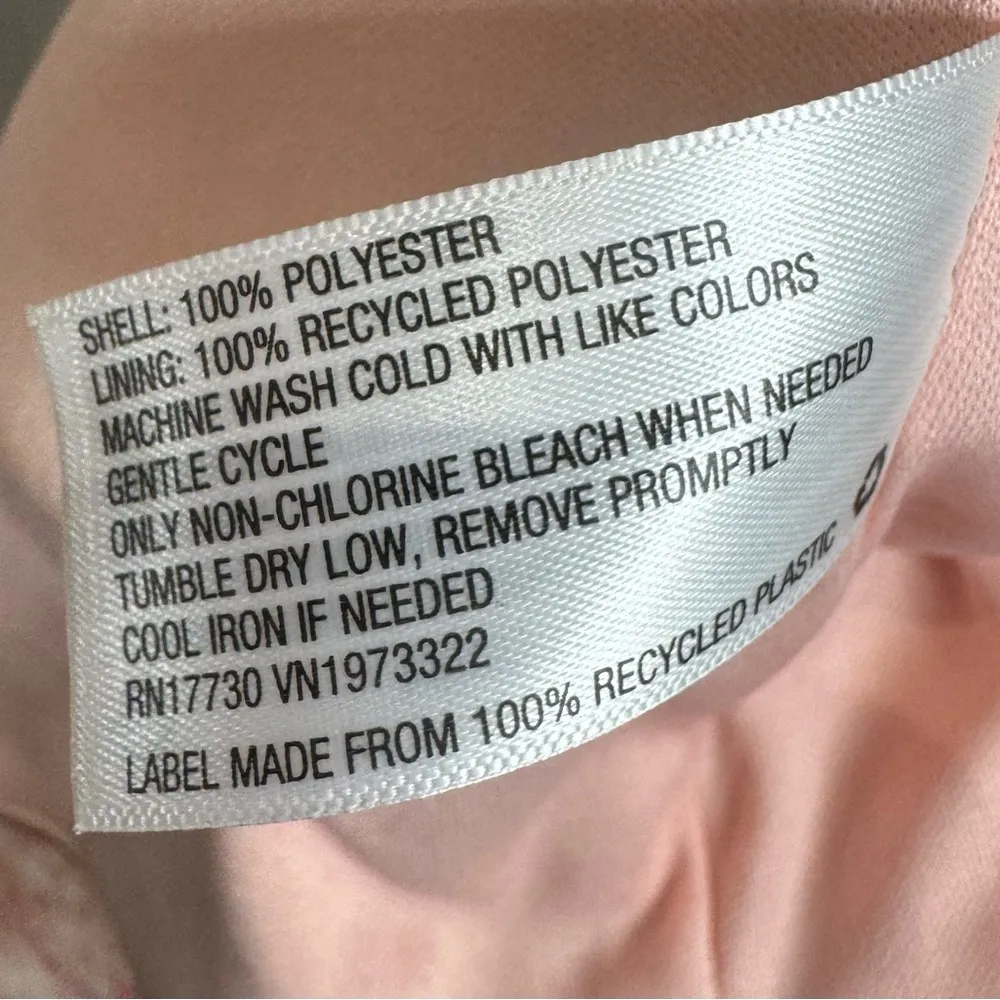 SHELL: 100% POLYESTER
LINING: 100% RECYCLED POLYESTER
MACHINE WASH COLD WITH LIKE COLORS
GENTLE CYCLE
ONLY NON-CHLORINE BLEACH WHEN NEEDED
TUMBLE DRY LOW, REMOVE PROMPTLY
COOL IRON IF NEEDED
RN17730 VN1973322
LABEL MADE FROM 100% RECYCLED PLASTIC